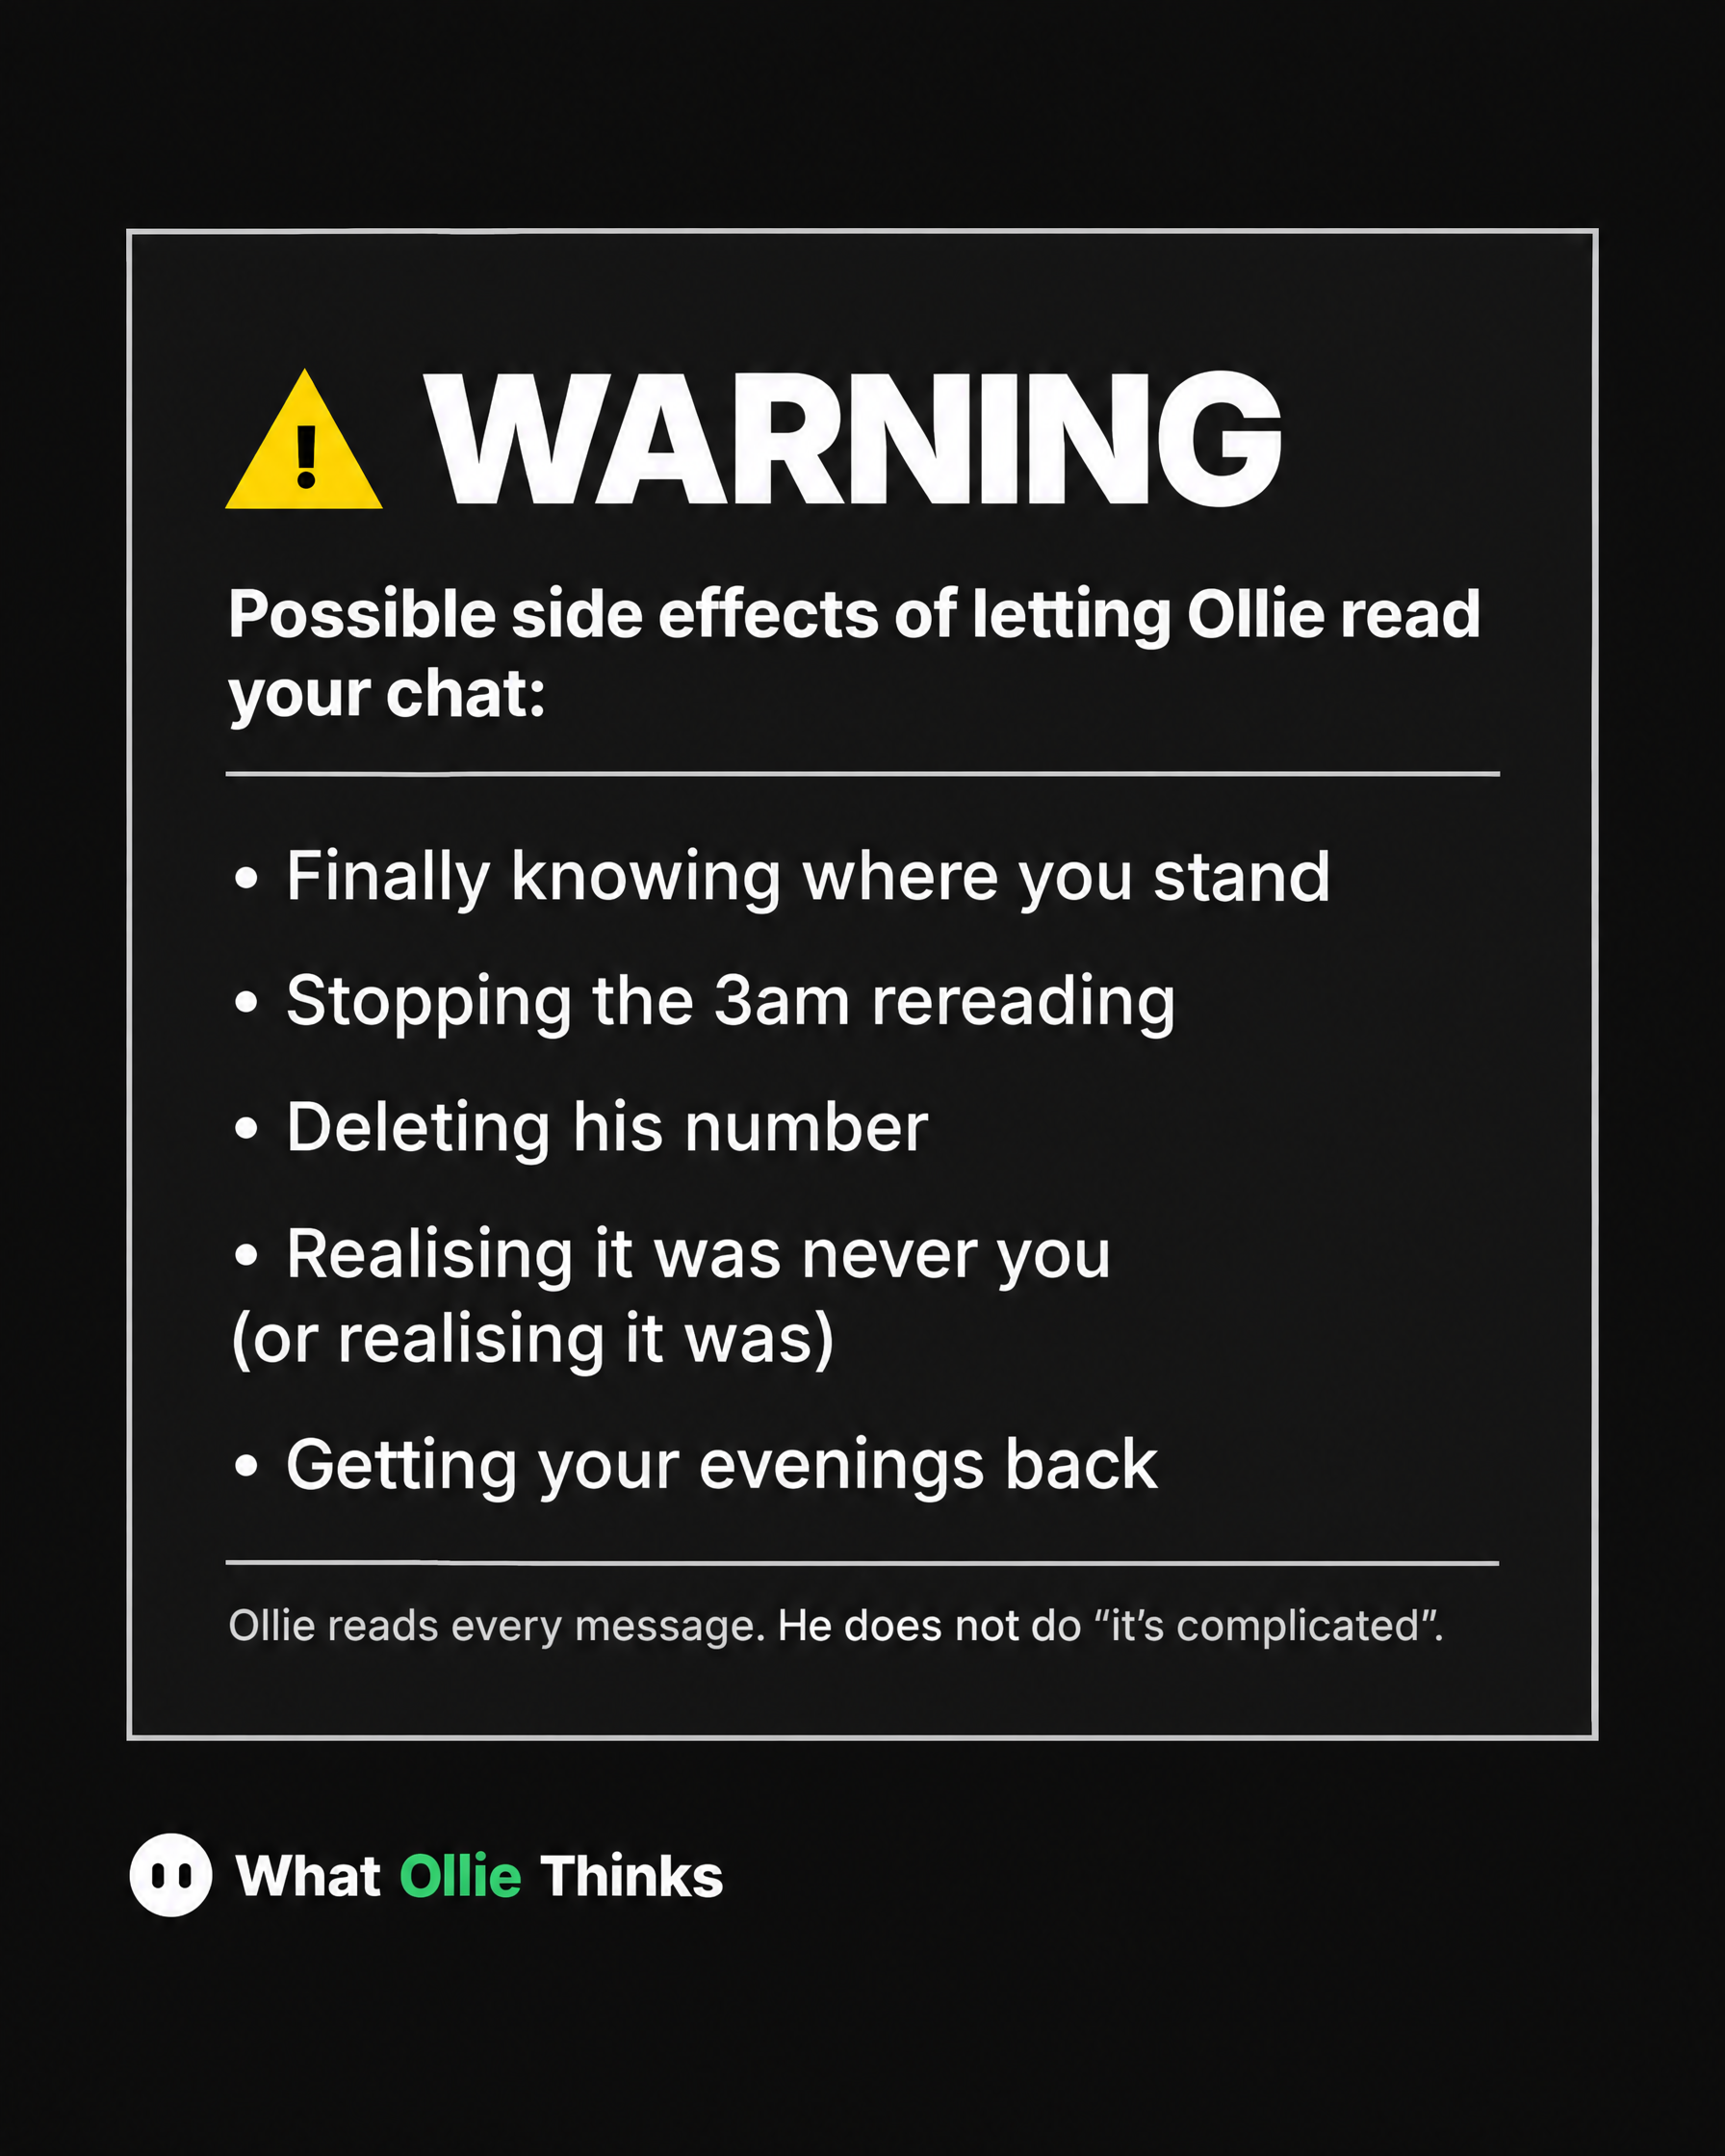 ! WARNING
Possible side effects of letting Ollie read
your chat:
• Finally knowing where you stand
• Stopping the 3am rereading
• Deleting his number
• Realising it was never you
(or realising it was)
• Getting your evenings back
Ollie reads every message. He does not do “it’s complicated”.
What Ollie Thinks